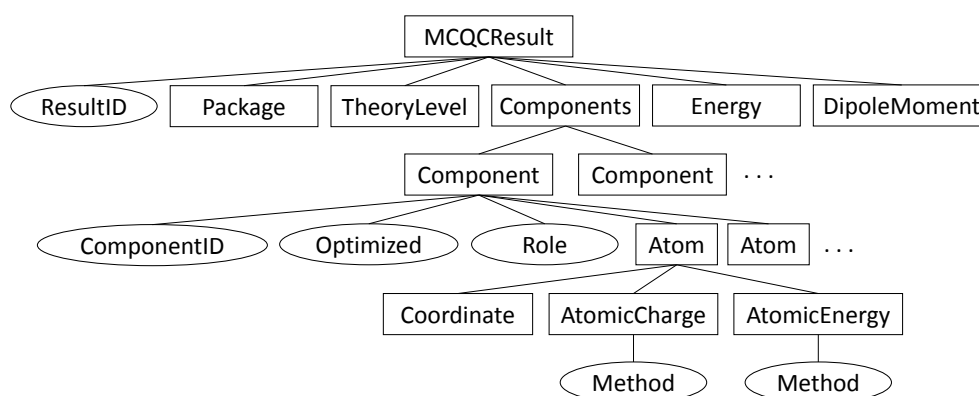 MCQCResult
ResultID Package TheoryLevel Components Energy DipoleMoment
Component Component ...
ComponentID Optimized Role Atom Atom ...
Coordinate AtomicCharge AtomicEnergy
Method Method